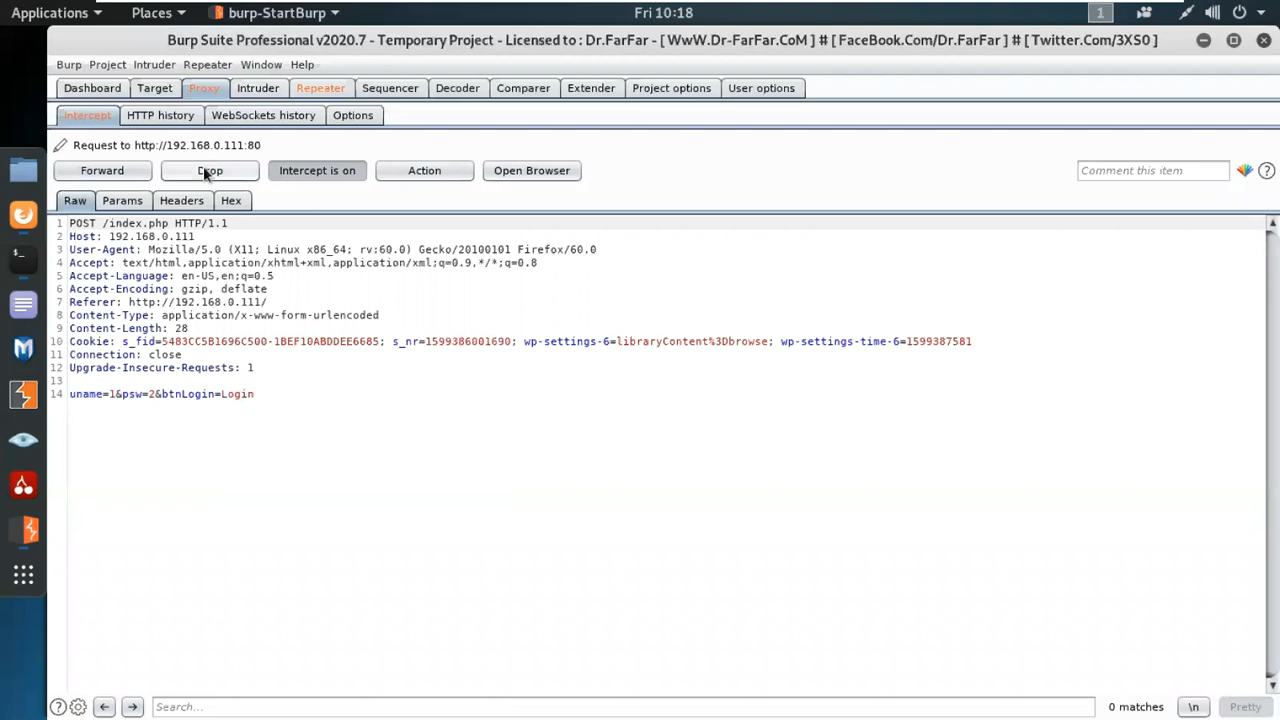 Applications Places burp-StartBurp Fri 10:18 1
Burp Suite Professional v2020.7 - Temporary Project - Licensed to : Dr.FarFar - [ WwW.Dr-FarFar.CoM ] # [ FaceBook.Com/Dr.FarFar ] # [ Twitter.Com/3XS0 ]
Burp Project Intruder Repeater Window Help
Dashboard Target Proxy Intruder Repeater Sequencer Decoder Comparer Extender Project options User options
Intercept HTTP history WebSockets history Options
Request to http://192.168.0.111:80
Forward Drop Intercept is on Action Open Browser Comment this item ?
Raw Params Headers Hex
1 POST /index.php HTTP/1.1
2 Host: 192.168.0.111
3 User-Agent: Mozilla/5.0 (X11; Linux x86_64; rv:60.0) Gecko/20100101 Firefox/60.0
4 Accept: text/html,application/xhtml+xml,application/xml;q=0.9,*/*;q=0.8
5 Accept-Language: en-US,en;q=0.5
6 Accept-Encoding: gzip, deflate
7 Referer: http://192.168.0.111/
8 Content-Type: application/x-www-form-urlencoded
9 Content-Length: 28
10 Cookie: s_fid=5483CC5B1696C500-1BEF10ABDDEE6685; s_nr=1599386001690; wp-settings-6=libraryContent%3Dbrowse; wp-settings-time-6=1599387581
11 Connection: close
12 Upgrade-Insecure-Requests: 1
13
14 uname=1&psw=2&btnLogin=Login
? Search... 0 matches \n Pretty